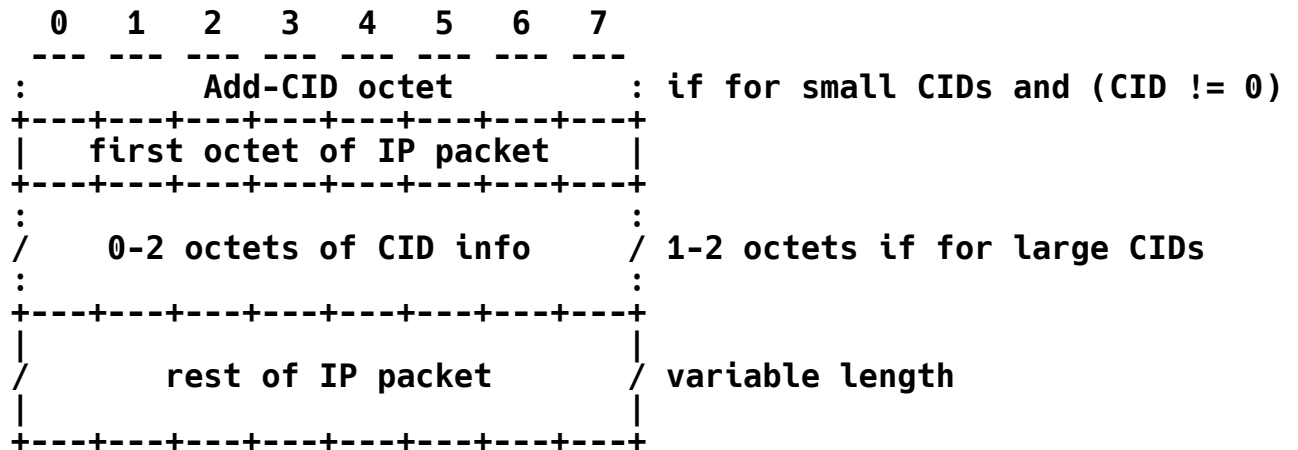 0   1   2   3   4   5   6   7
 --- --- --- --- --- --- --- ---
:         Add-CID octet         : if for small CIDs and (CID != 0)
+---+---+---+---+---+---+---+---+
|   first octet of IP packet    |
+---+---+---+---+---+---+---+---+
:                               :
/    0-2 octets of CID info     / 1-2 octets if for large CIDs
:                               :
+---+---+---+---+---+---+---+---+
|                               |
/       rest of IP packet       / variable length
|                               |
+---+---+---+---+---+---+---+---+